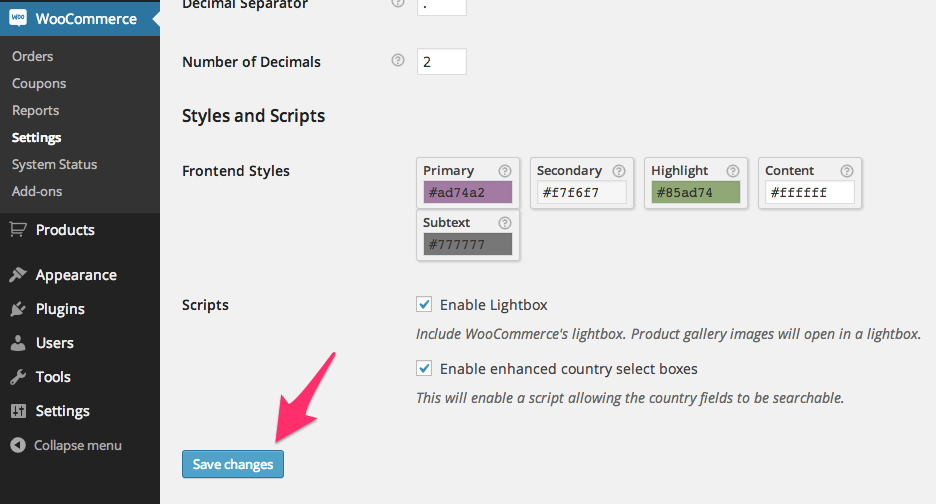 WooCommerce
Orders
Coupons
Reports
Settings
System Status
Add-ons
Products
Appearance
Plugins
Users
Tools
Settings
Collapse menu
Decimal Separator ? .
Number of Decimals ? 2
Styles and Scripts
Frontend Styles
Primary ? Secondary ? Highlight ? Content ?
#ad74a2 #f7f6f7 #85ad74 #ffffff
Subtext ?
#777777
Scripts
Enable Lightbox
Include WooCommerce's lightbox. Product gallery images will open in a lightbox.
Enable enhanced country select boxes
This will enable a script allowing the country fields to be searchable.
Save changes